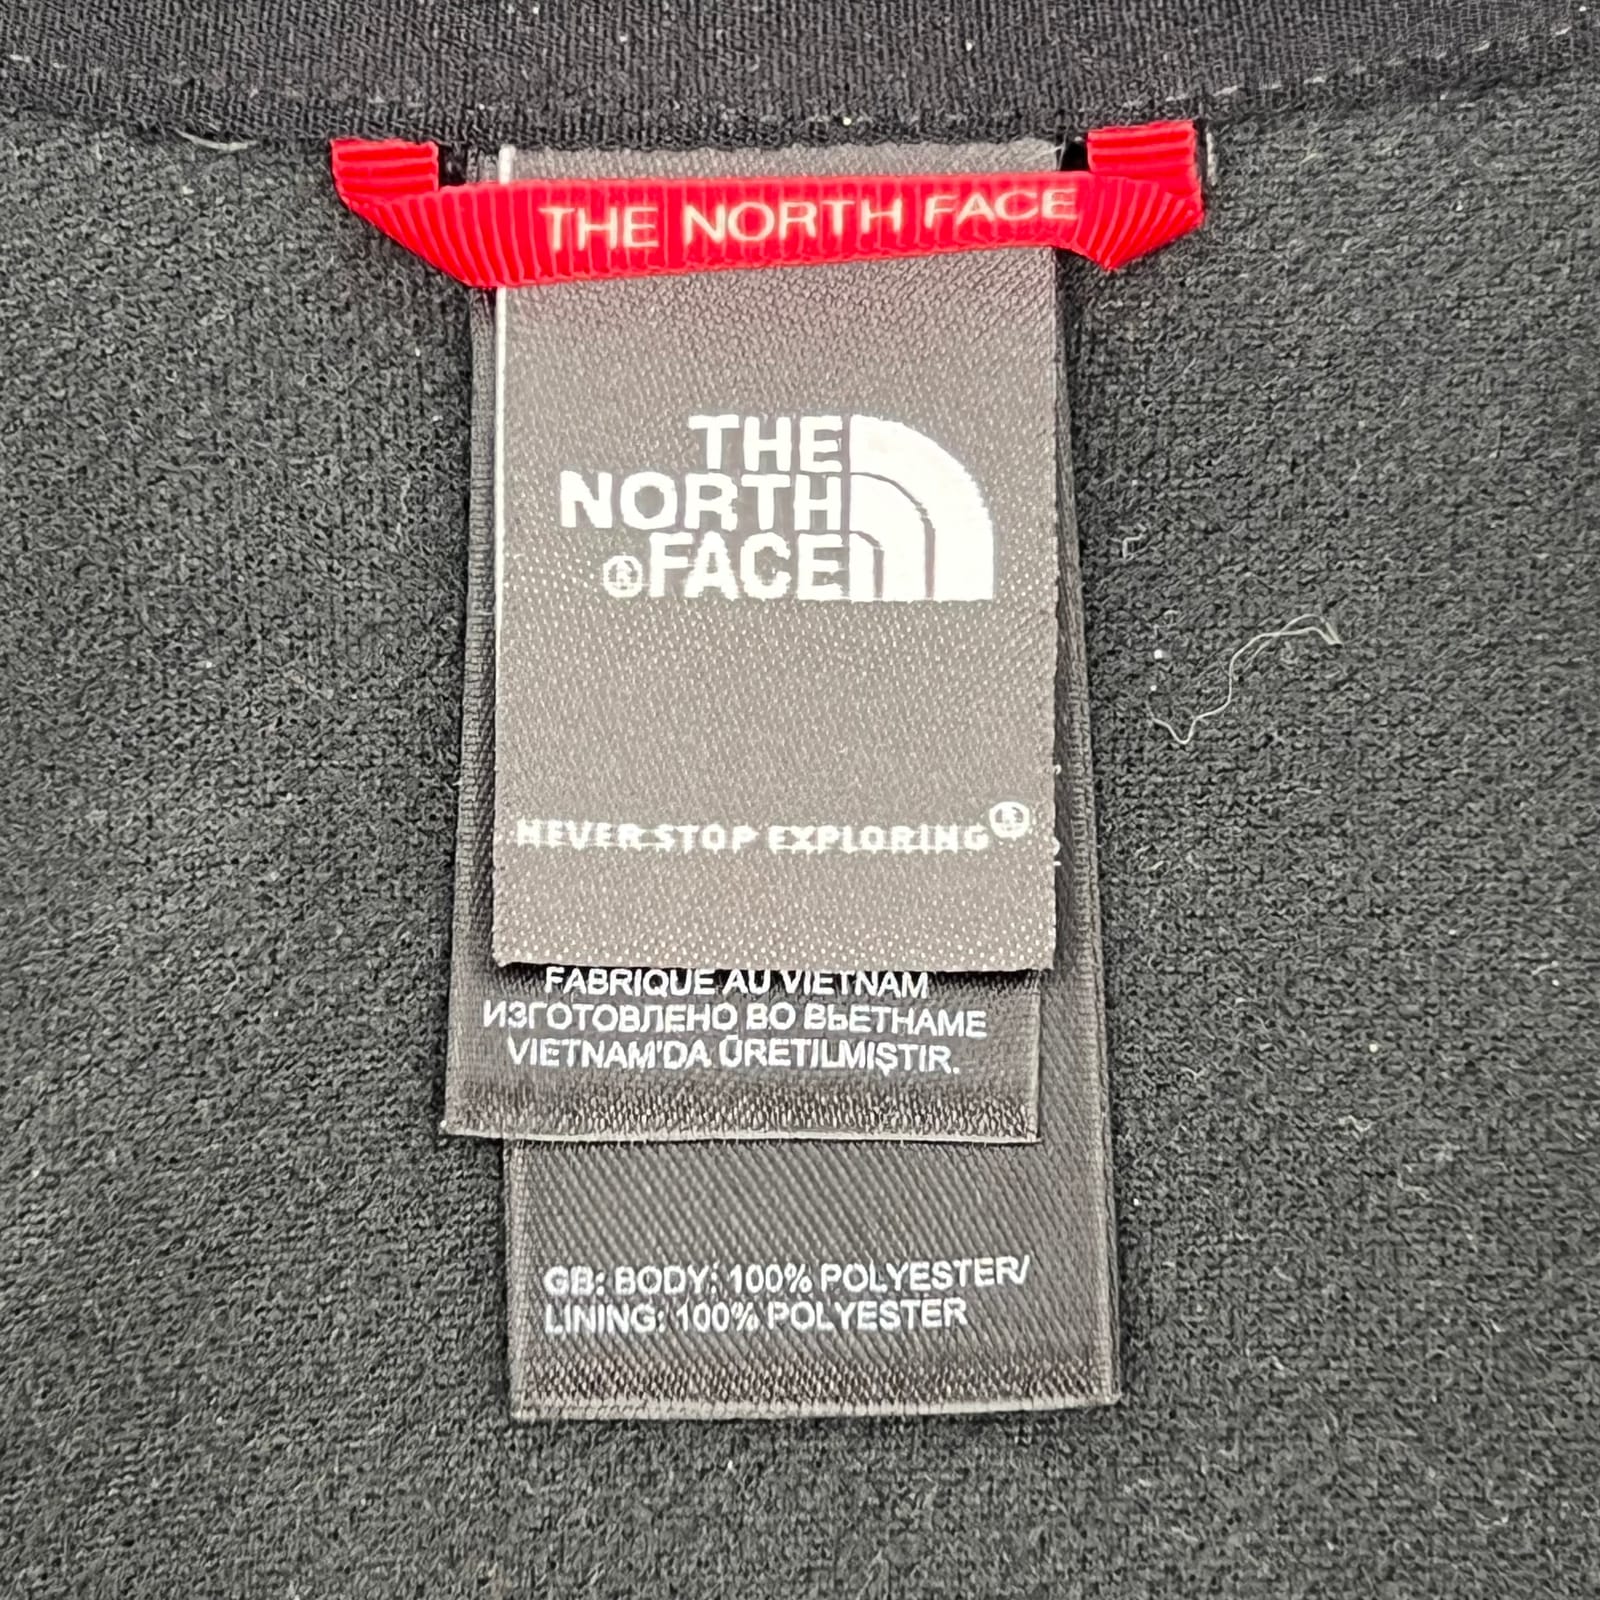 THE NORTH FACE
THE
NORTH
®FACE
NEVER STOP EXPLORING®
FABRIQUE AU VIETNAM
ИЗГОТОВЛЕНО ВО ВЬЕТНАМЕ
VIETNAM'DA ÜRETILMIŞTIR.
GB: BODY: 100% POLYESTER/
LINING: 100% POLYESTER